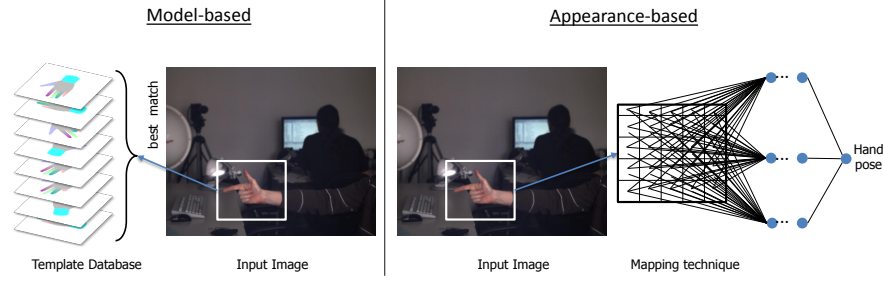 Model-based
Appearance-based
best match
Hand
pose
Template Database
Input Image
Input Image
Mapping technique